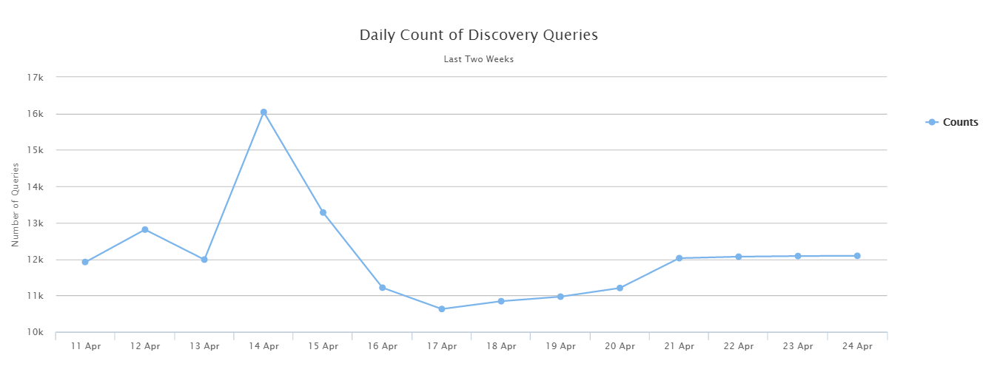 Daily Count of Discovery Queries
Last Two Weeks
17k
16k
15k
14k
13k
12k
11k
10k
Number of Queries
11 Apr
12 Apr
13 Apr
14 Apr
15 Apr
16 Apr
17 Apr
18 Apr
19 Apr
20 Apr
21 Apr
22 Apr
23 Apr
24 Apr
Counts